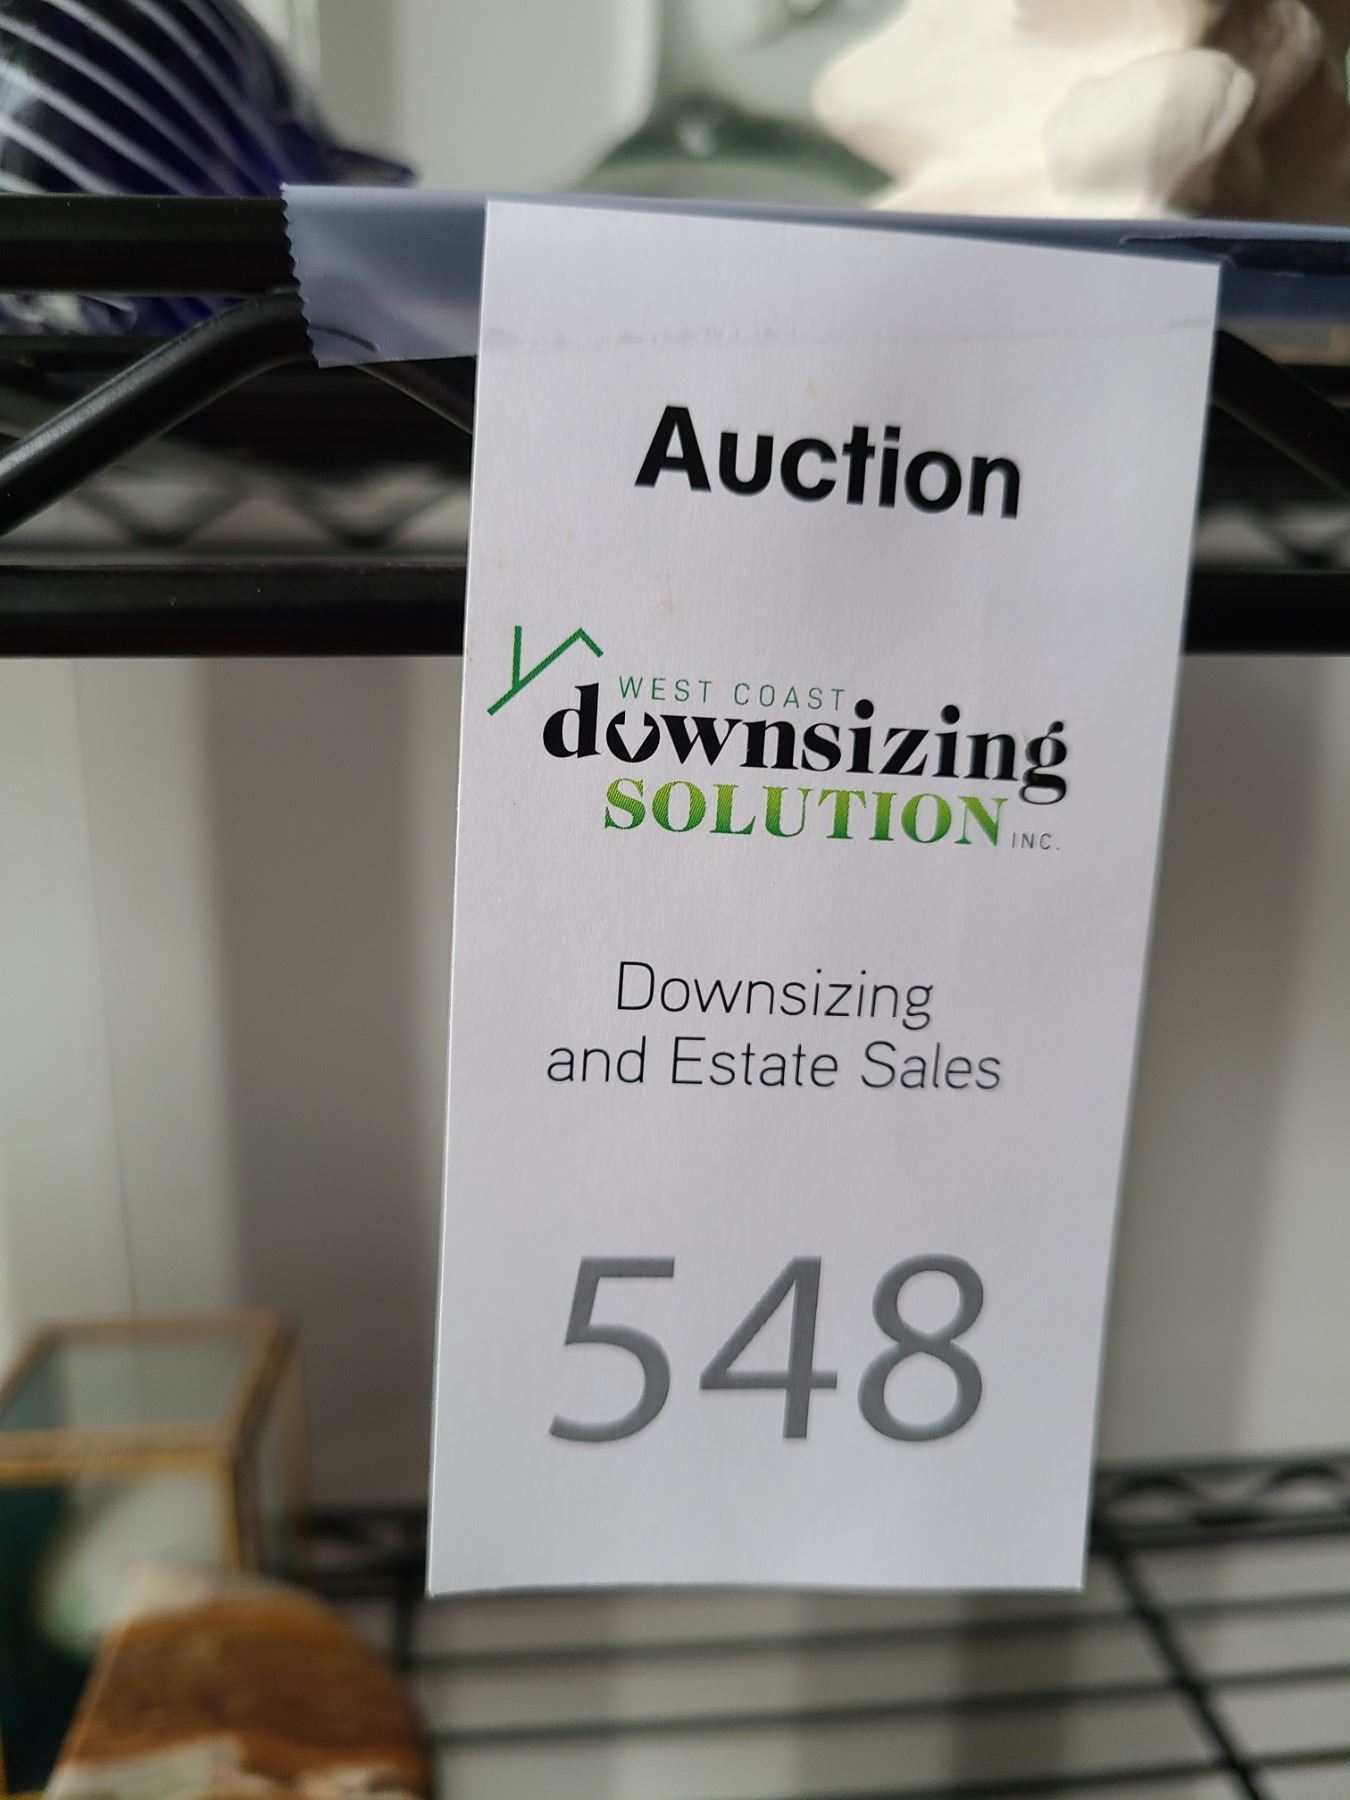 Auction
WEST COAST
downsizing
SOLUTION INC.
Downsizing
and Estate Sales
548